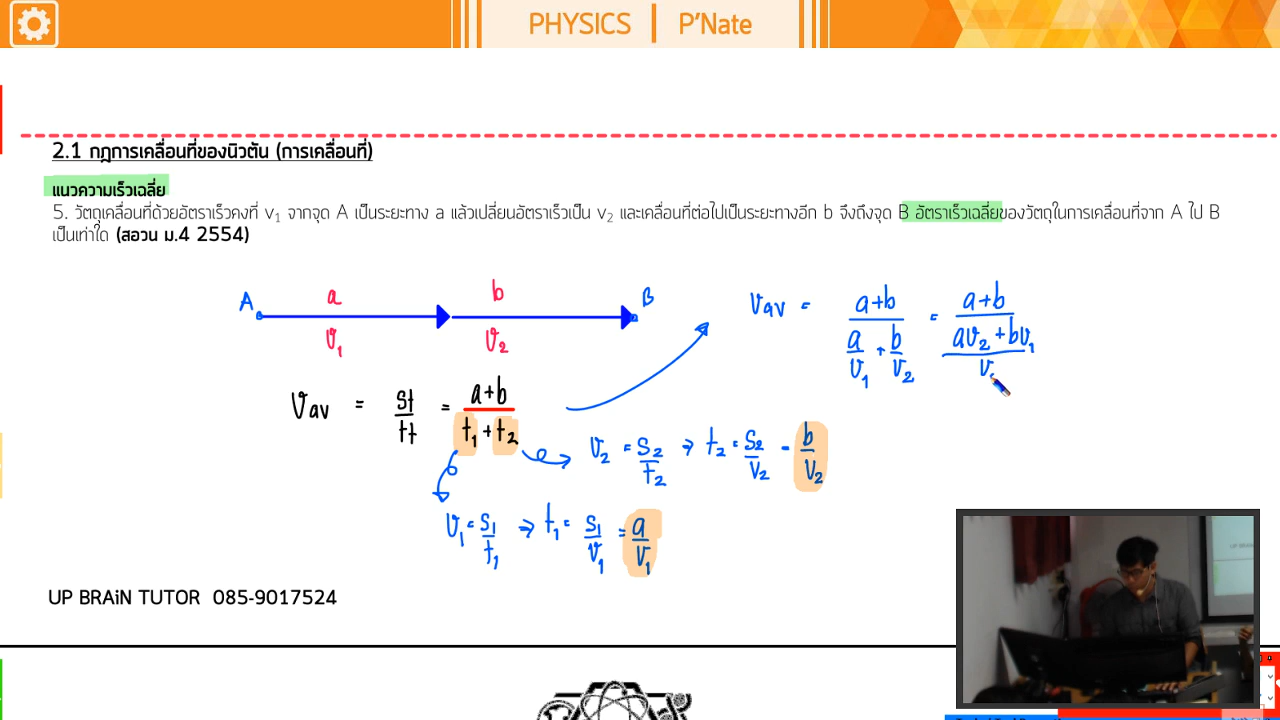 PHYSICS | P'Nate
2.1 กฎการเคลื่อนที่ของนิวตัน (การเคลื่อนที่)
แนวความเร็วเฉลี่ย
5. วัตถุเคลื่อนที่ด้วยอัตราเร็วคงที่ v₁ จากจุด A เป็นระยะทาง a แล้วเปลี่ยนอัตราเร็วเป็น v₂ และเคลื่อนที่ต่อไปเป็นระยะทางอีก b จึงถึงจุด B อัตราเร็วเฉลี่ยของวัตถุในการเคลื่อนที่จาก A ไป B
เป็นเท่าใด (สอวน ม.4 2554)
A a b B
v₁ v₂
Vav = (a+b)/(a/v₁ + b/v₂) = (a+b)/((av₂ + bv₁)/v
Vav = St/tt = (a+b)/(t₁ + t₂)
v₂ = S₂/t₂ ⇒ t₂ = S₂/v₂ = b/v₂
v₁ = S₁/t₁ ⇒ t₁ = S₁/v₁ = a/v₁
UP BRAiN TUTOR 085-9017524